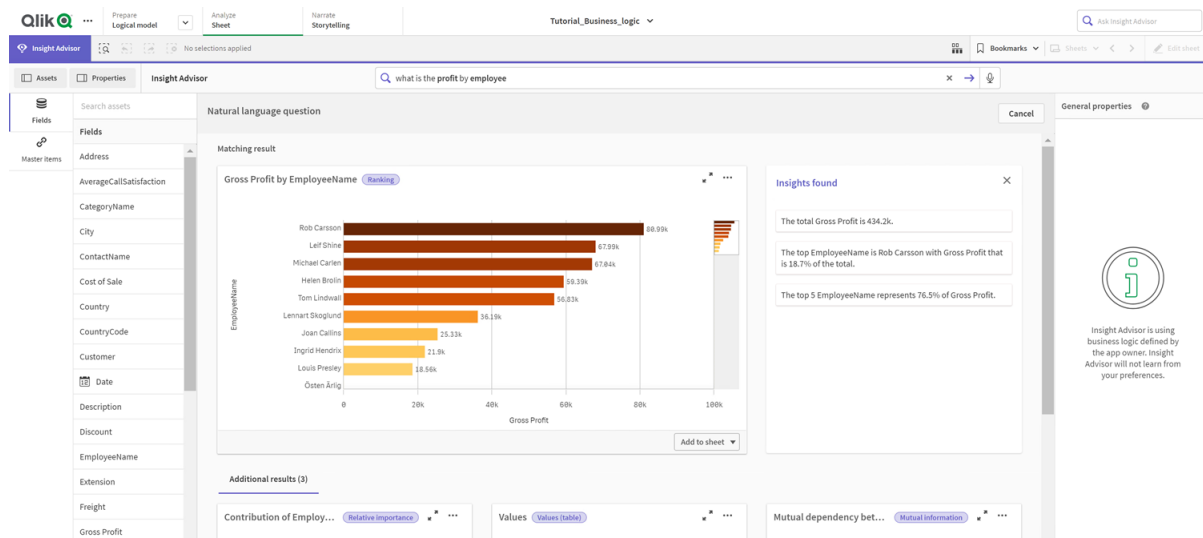 Qlik
Prepare
Logical model
Analyze
Sheet
Narrate
Storytelling
Tutorial_Business_logic
Ask Insight Advisor
Insight Advisor
No selections applied
Bookmarks
Sheets
Edit sheet
Assets
Properties
Insight Advisor
what is the profit by employee
Fields
Master items
Search assets
Fields
Address
AverageCallSatisfaction
CategoryName
City
ContactName
Cost of Sale
Country
CountryCode
Customer
Date
Description
Discount
EmployeeName
Extension
Freight
Gross Profit
Natural language question
Cancel
Matching result
Gross Profit by EmployeeName Ranking
EmployeeName
Rob Carsson 80.99k
Leif Shine 67.99k
Michael Carlen 67.04k
Helen Brolin 59.39k
Tom Lindwall 56.83k
Lennart Skoglund 36.19k
Joan Callins 25.33k
Ingrid Hendrix 21.9k
Louis Presley 18.56k
Östen Ärlig
0 20k 40k 60k 80k 100k
Gross Profit
Add to sheet
Insights found
The total Gross Profit is 434.2k.
The top EmployeeName is Rob Carsson with Gross Profit that
is 18.7% of the total.
The top 5 EmployeeName represents 76.5% of Gross Profit.
Additional results (3)
Contribution of Employ... Relative importance
Values Values (table)
Mutual dependency bet... Mutual information
General properties
Insight Advisor is using
business logic defined by
the app owner. Insight
Advisor will not learn from
your preferences.